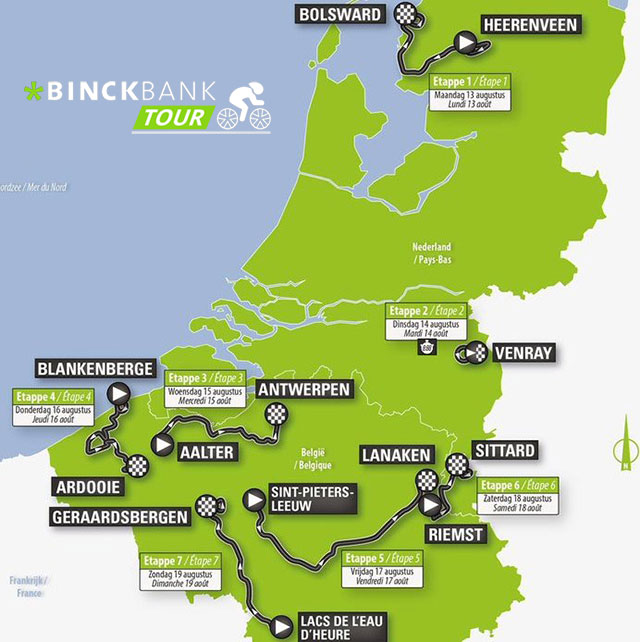 BOLSWARD
HEERENVEEN
Etappe 1 / Étape 1
Maandag 13 augustus
Lundi 13 août
*BINCKBANK
TOUR
ordzee / Mer du Nord
Nederland
/ Pays-Bas
Etappe 2 / Étape 2
Dinsdag 14 augustus
Mardi 14 août
VENRAY
BLANKENBERGE
Etappe 3 / Étape 3
Woensdag 15 augustus
Mercredi 15 août
ANTWERPEN
Etappe 4 / Étape 4
Donderdag 16 augustus
Jeudi 16 août
AALTER
België
/ Belgique
LANAKEN
SITTARD
ARDOOIE
Etappe 6 / Étape 6
Zaterdag 18 augustus
Samedi 18 août
GERAARDSBERGEN
SINT-PIETERS-
LEEUW
RIEMST
Etappe 7 / Étape 7
Zondag 19 augustus
Dimanche 19 août
Etappe 5 / Étape 5
Vrijdag 17 augustus
Vendredi 17 août
Frankrijk/
France
LACS DE L'EAU
D'HEURE
N